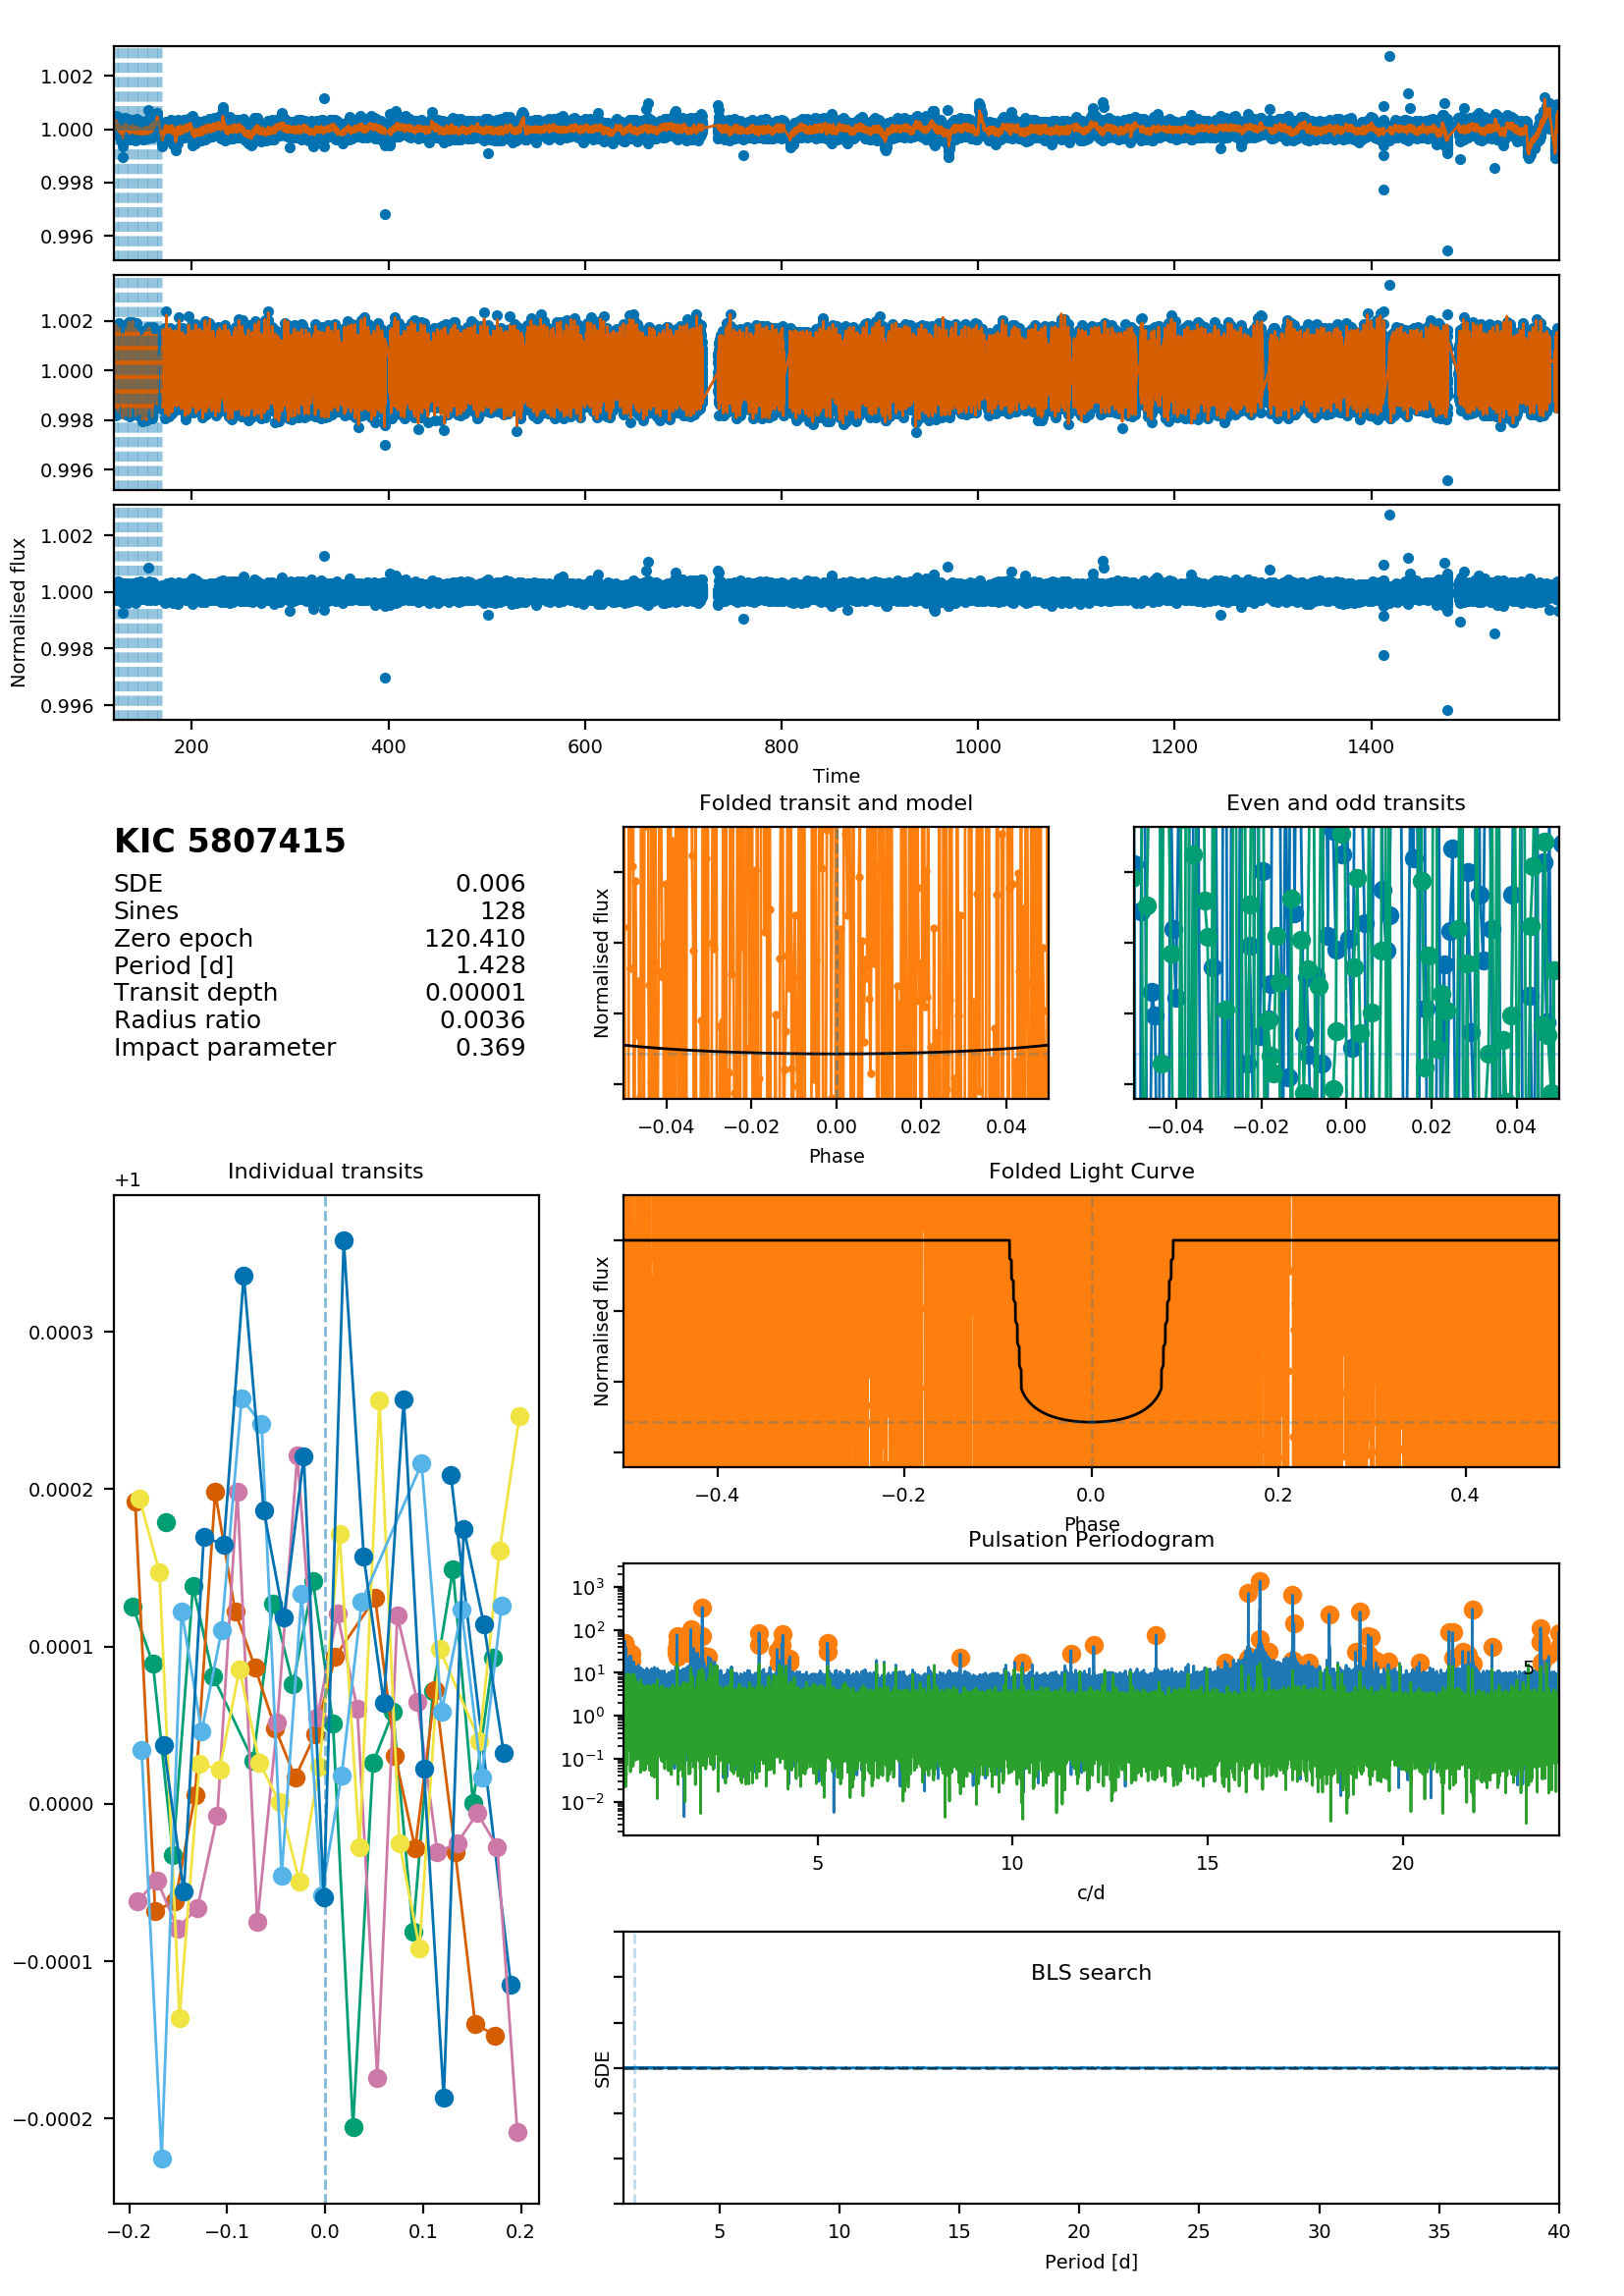 1.002
1.000
0.998
0.996
1.002
1.000
0.998
0.996
1.002
1.000
0.998
0.996
Normalised flux
200 400 600 800 1000 1200 1400
Time
KIC 5807415
SDE 0.006
Sines 128
Zero epoch 120.410
Period [d] 1.428
Transit depth 0.00001
Radius ratio 0.0036
Impact parameter 0.369
Folded transit and model
Normalised flux
−0.04 −0.02 0.00 0.02 0.04
Phase
Even and odd transits
−0.04 −0.02 0.00 0.02 0.04
Individual transits
+1
0.0003
0.0002
0.0001
0.0000
−0.0001
−0.0002
−0.2 −0.1 0.0 0.1 0.2
Folded Light Curve
Normalised flux
−0.4 −0.2 0.0 0.2 0.4
Phase
Pulsation Periodogram
10³
10²
10¹
10⁰
10⁻¹
10⁻²
5
5 10 15 20
c/d
BLS search
SDE
5 10 15 20 25 30 35 40
Period [d]